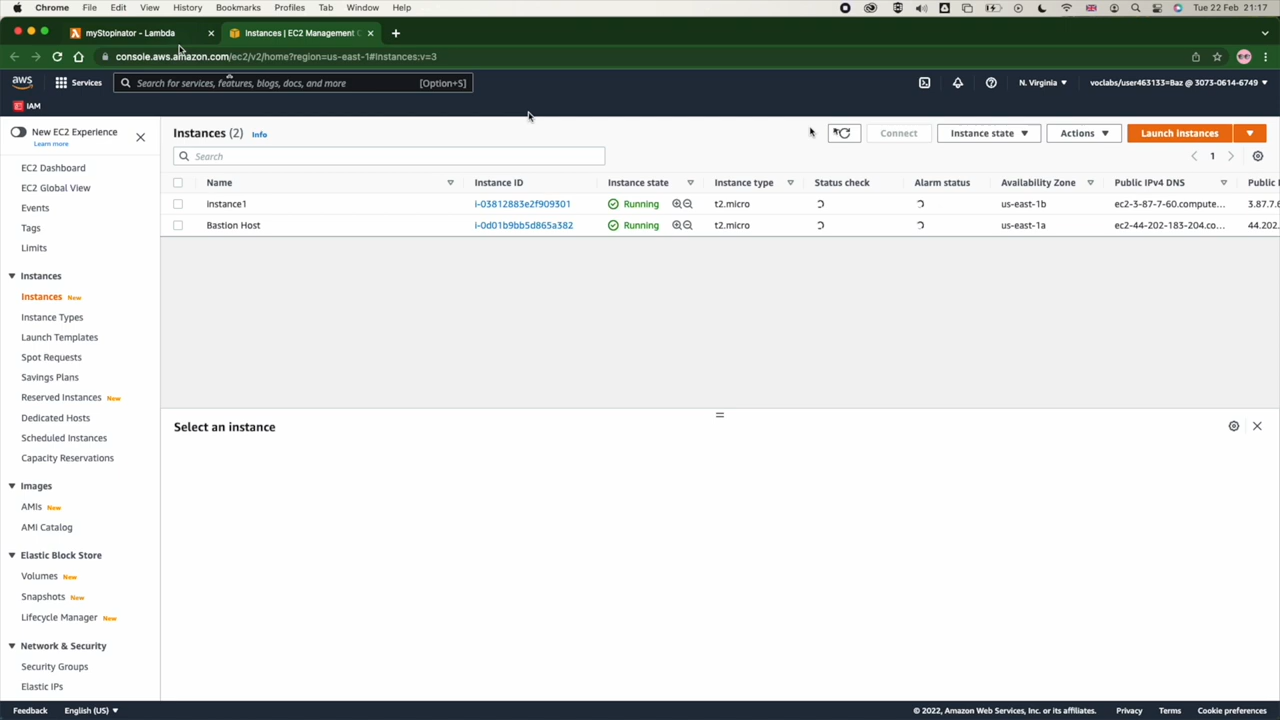 Chrome File Edit View History Bookmarks Profiles Tab Window Help Tue 22 Feb 21:17
myStopinator - Lambda Instances | EC2 Management C
console.aws.amazon.com/ec2/v2/home?region=us-east-1#Instances:v=3
aws Services Search for services, features, blogs, docs, and more [Option+S] N. Virginia voclabs/user463133=Baz @ 3073-0614-6749
IAM
New EC2 Experience
Learn more
EC2 Dashboard
EC2 Global View
Events
Tags
Limits
Instances
Instances New
Instance Types
Launch Templates
Spot Requests
Savings Plans
Reserved Instances New
Dedicated Hosts
Scheduled Instances
Capacity Reservations
Images
AMIs New
AMI Catalog
Elastic Block Store
Volumes New
Snapshots New
Lifecycle Manager New
Network & Security
Security Groups
Elastic IPs
Instances (2) Info Connect Instance state Actions Launch instances
Search 1
Name Instance ID Instance state Instance type Status check Alarm status Availability Zone Public IPv4 DNS Public I
instance1 i-03812883e2f909301 Running t2.micro us-east-1b ec2-3-87-7-60.compute... 3.87.7.6
Bastion Host i-0d01b9bb5d865a382 Running t2.micro us-east-1a ec2-44-202-183-204.co... 44.202.
Select an instance
Feedback English (US) © 2022, Amazon Web Services, Inc. or its affiliates. Privacy Terms Cookie preferences